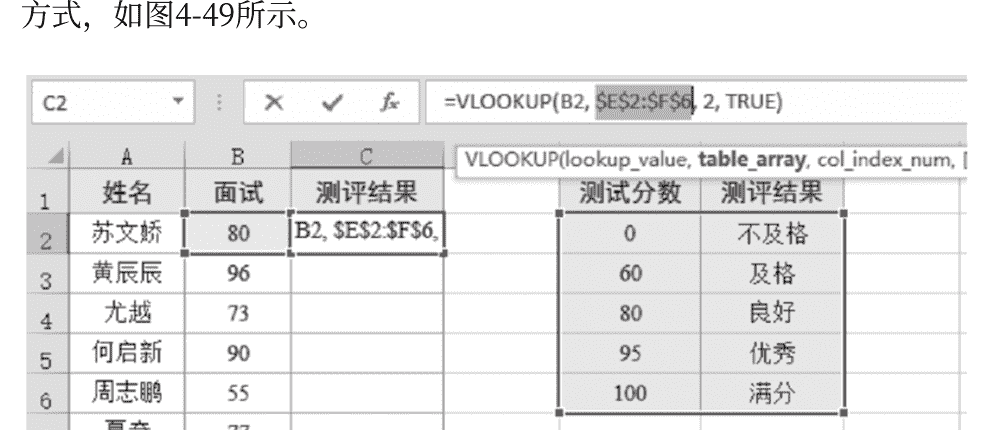 方式，如图4-49所示。
C2 =VLOOKUP(B2, $E$2:$F$6, 2, TRUE)
A B C VLOOKUP(lookup_value, table_array, col_index_num, [
1 姓名 面试 测评结果 测试分数 测评结果
2 苏文娇 80 B2, $E$2:$F$6, 0 不及格
3 黄辰辰 96 60 及格
4 尤越 73 80 良好
5 何启新 90 95 优秀
6 周志鹏 55 100 满分